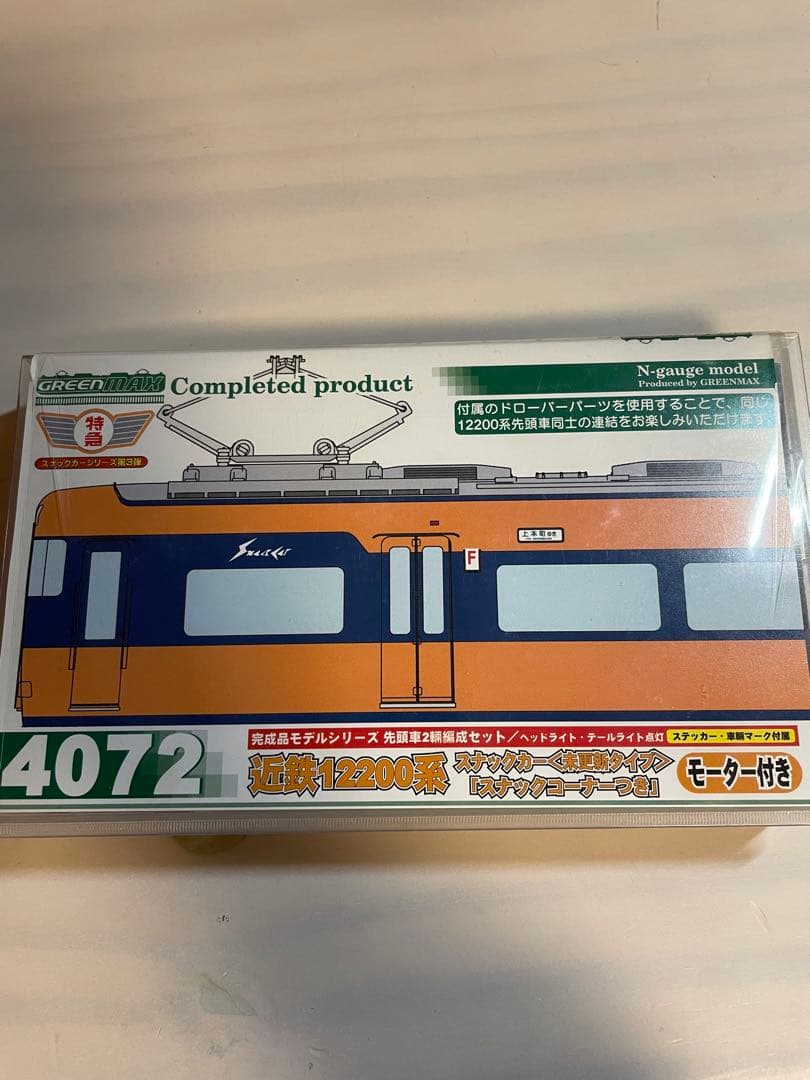 GREENMAX Completed product
N-gauge model
Produced by GREENMAX
特急
スナックカーシリーズ第3弾
付属のドローバーパーツを使用することで、同じ
12200系先頭車同士の連結をお楽しみいただけます。
Snack Car
上本町
F
4072
完成品モデルシリーズ 先頭車2輛編成セット/ヘッドライト・テールライト点灯
ステッカー・車輛マーク付属
近鉄12200系
スナックカー<未更新タイプ>
「スナックコーナーつき」
モーター付き